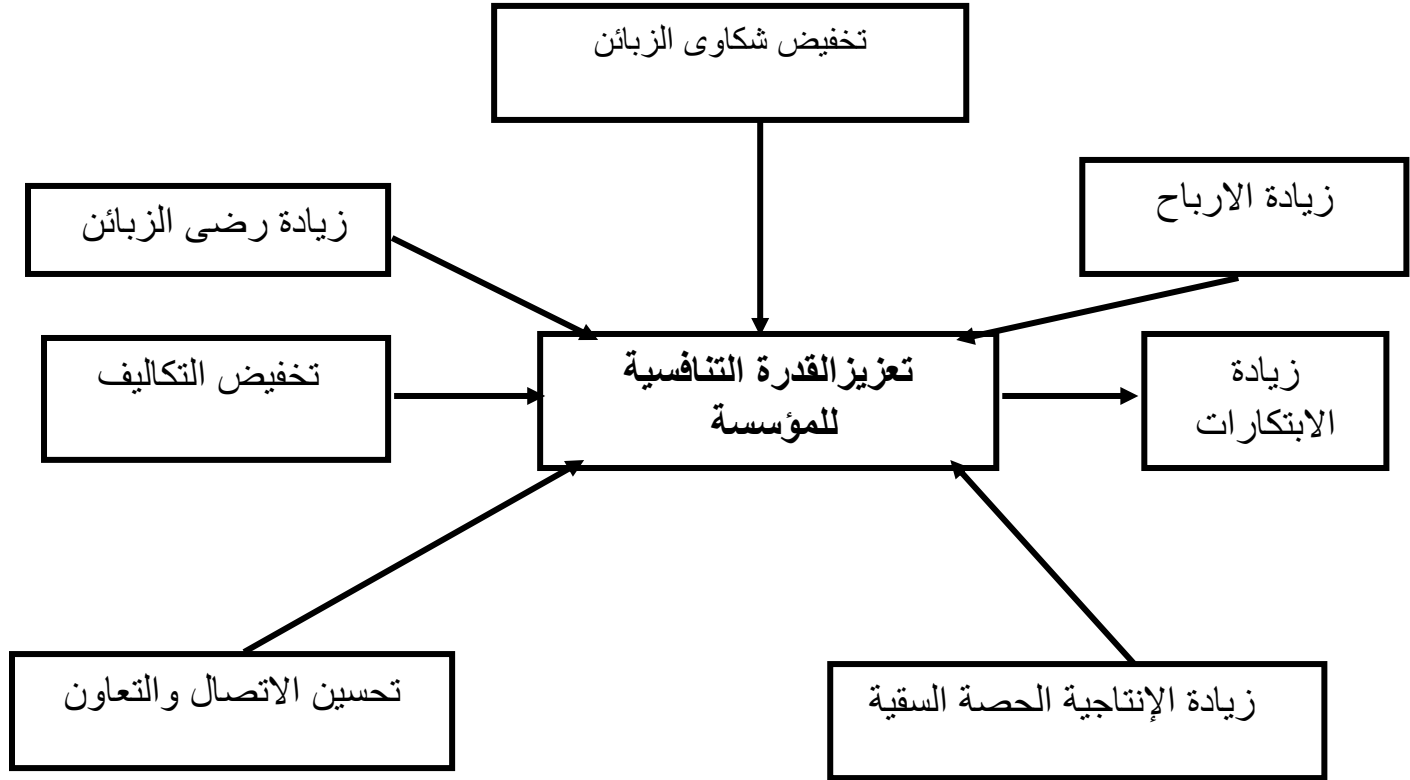 تخفيض شكاوى الزبائن
زيادة الارباح
زيادة رضى الزبائن
تعزيزالقدرة التنافسية
للمؤسسة
زيادة
الابتكارات
تخفيض التكاليف
زيادة الإنتاجية الحصة السقية
تحسين الاتصال والتعاون